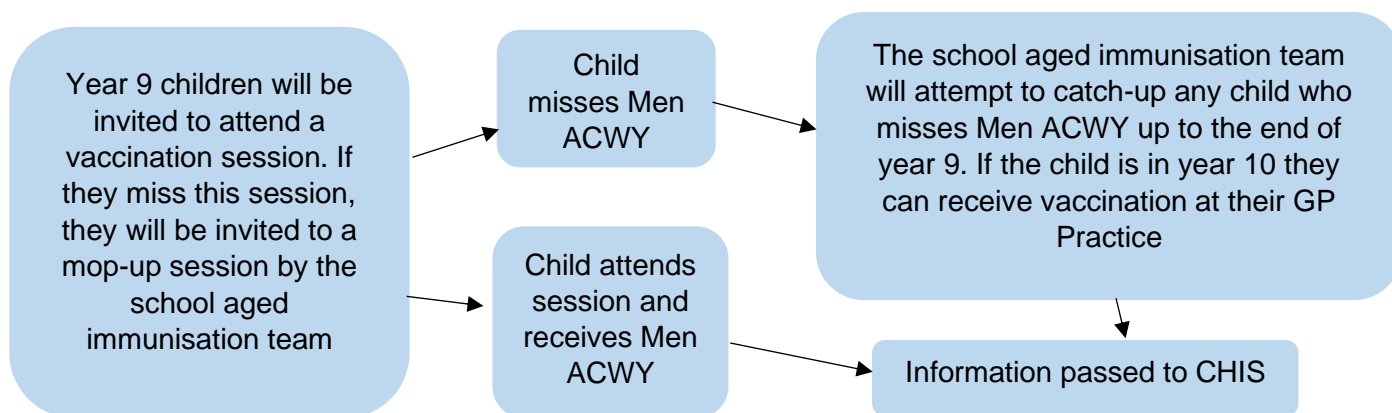 Year 9 children will be
invited to attend a
vaccination session. If
they miss this session,
they will be invited to a
mop-up session by the
school aged
immunisation team
Child
misses Men
ACWY
The school aged immunisation team
will attempt to catch-up any child who
misses Men ACWY up to the end of
year 9. If the child is in year 10 they
can receive vaccination at their GP
Practice
Child attends
session and
receives Men
ACWY
Information passed to CHIS